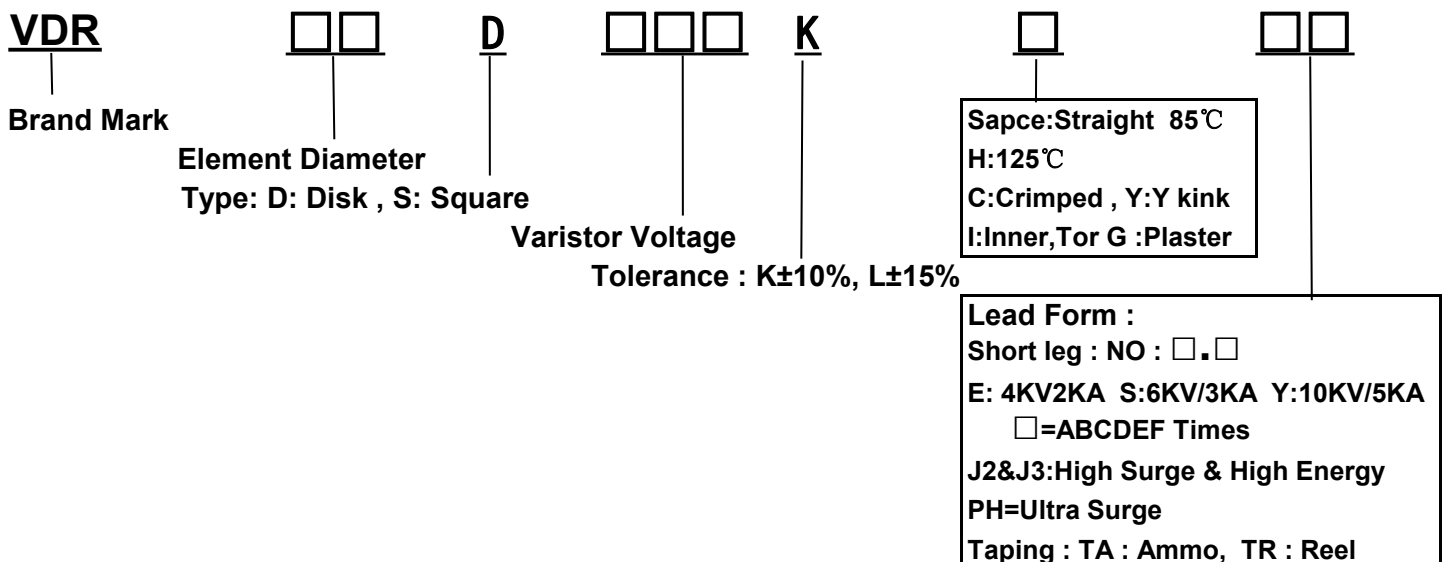 VDR □□ D □□□ K □ □□
Brand Mark
Element Diameter
Type: D: Disk , S: Square
Varistor Voltage
Tolerance : K±10%, L±15%
Sapce:Straight 85℃
H:125℃
C:Crimped , Y:Y kink
I:Inner,Tor G :Plaster
Lead Form :
Short leg : NO : □.□
E: 4KV2KA S:6KV/3KA Y:10KV/5KA
□=ABCDEF Times
J2&J3:High Surge & High Energy
PH=Ultra Surge
Taping : TA : Ammo, TR : Reel